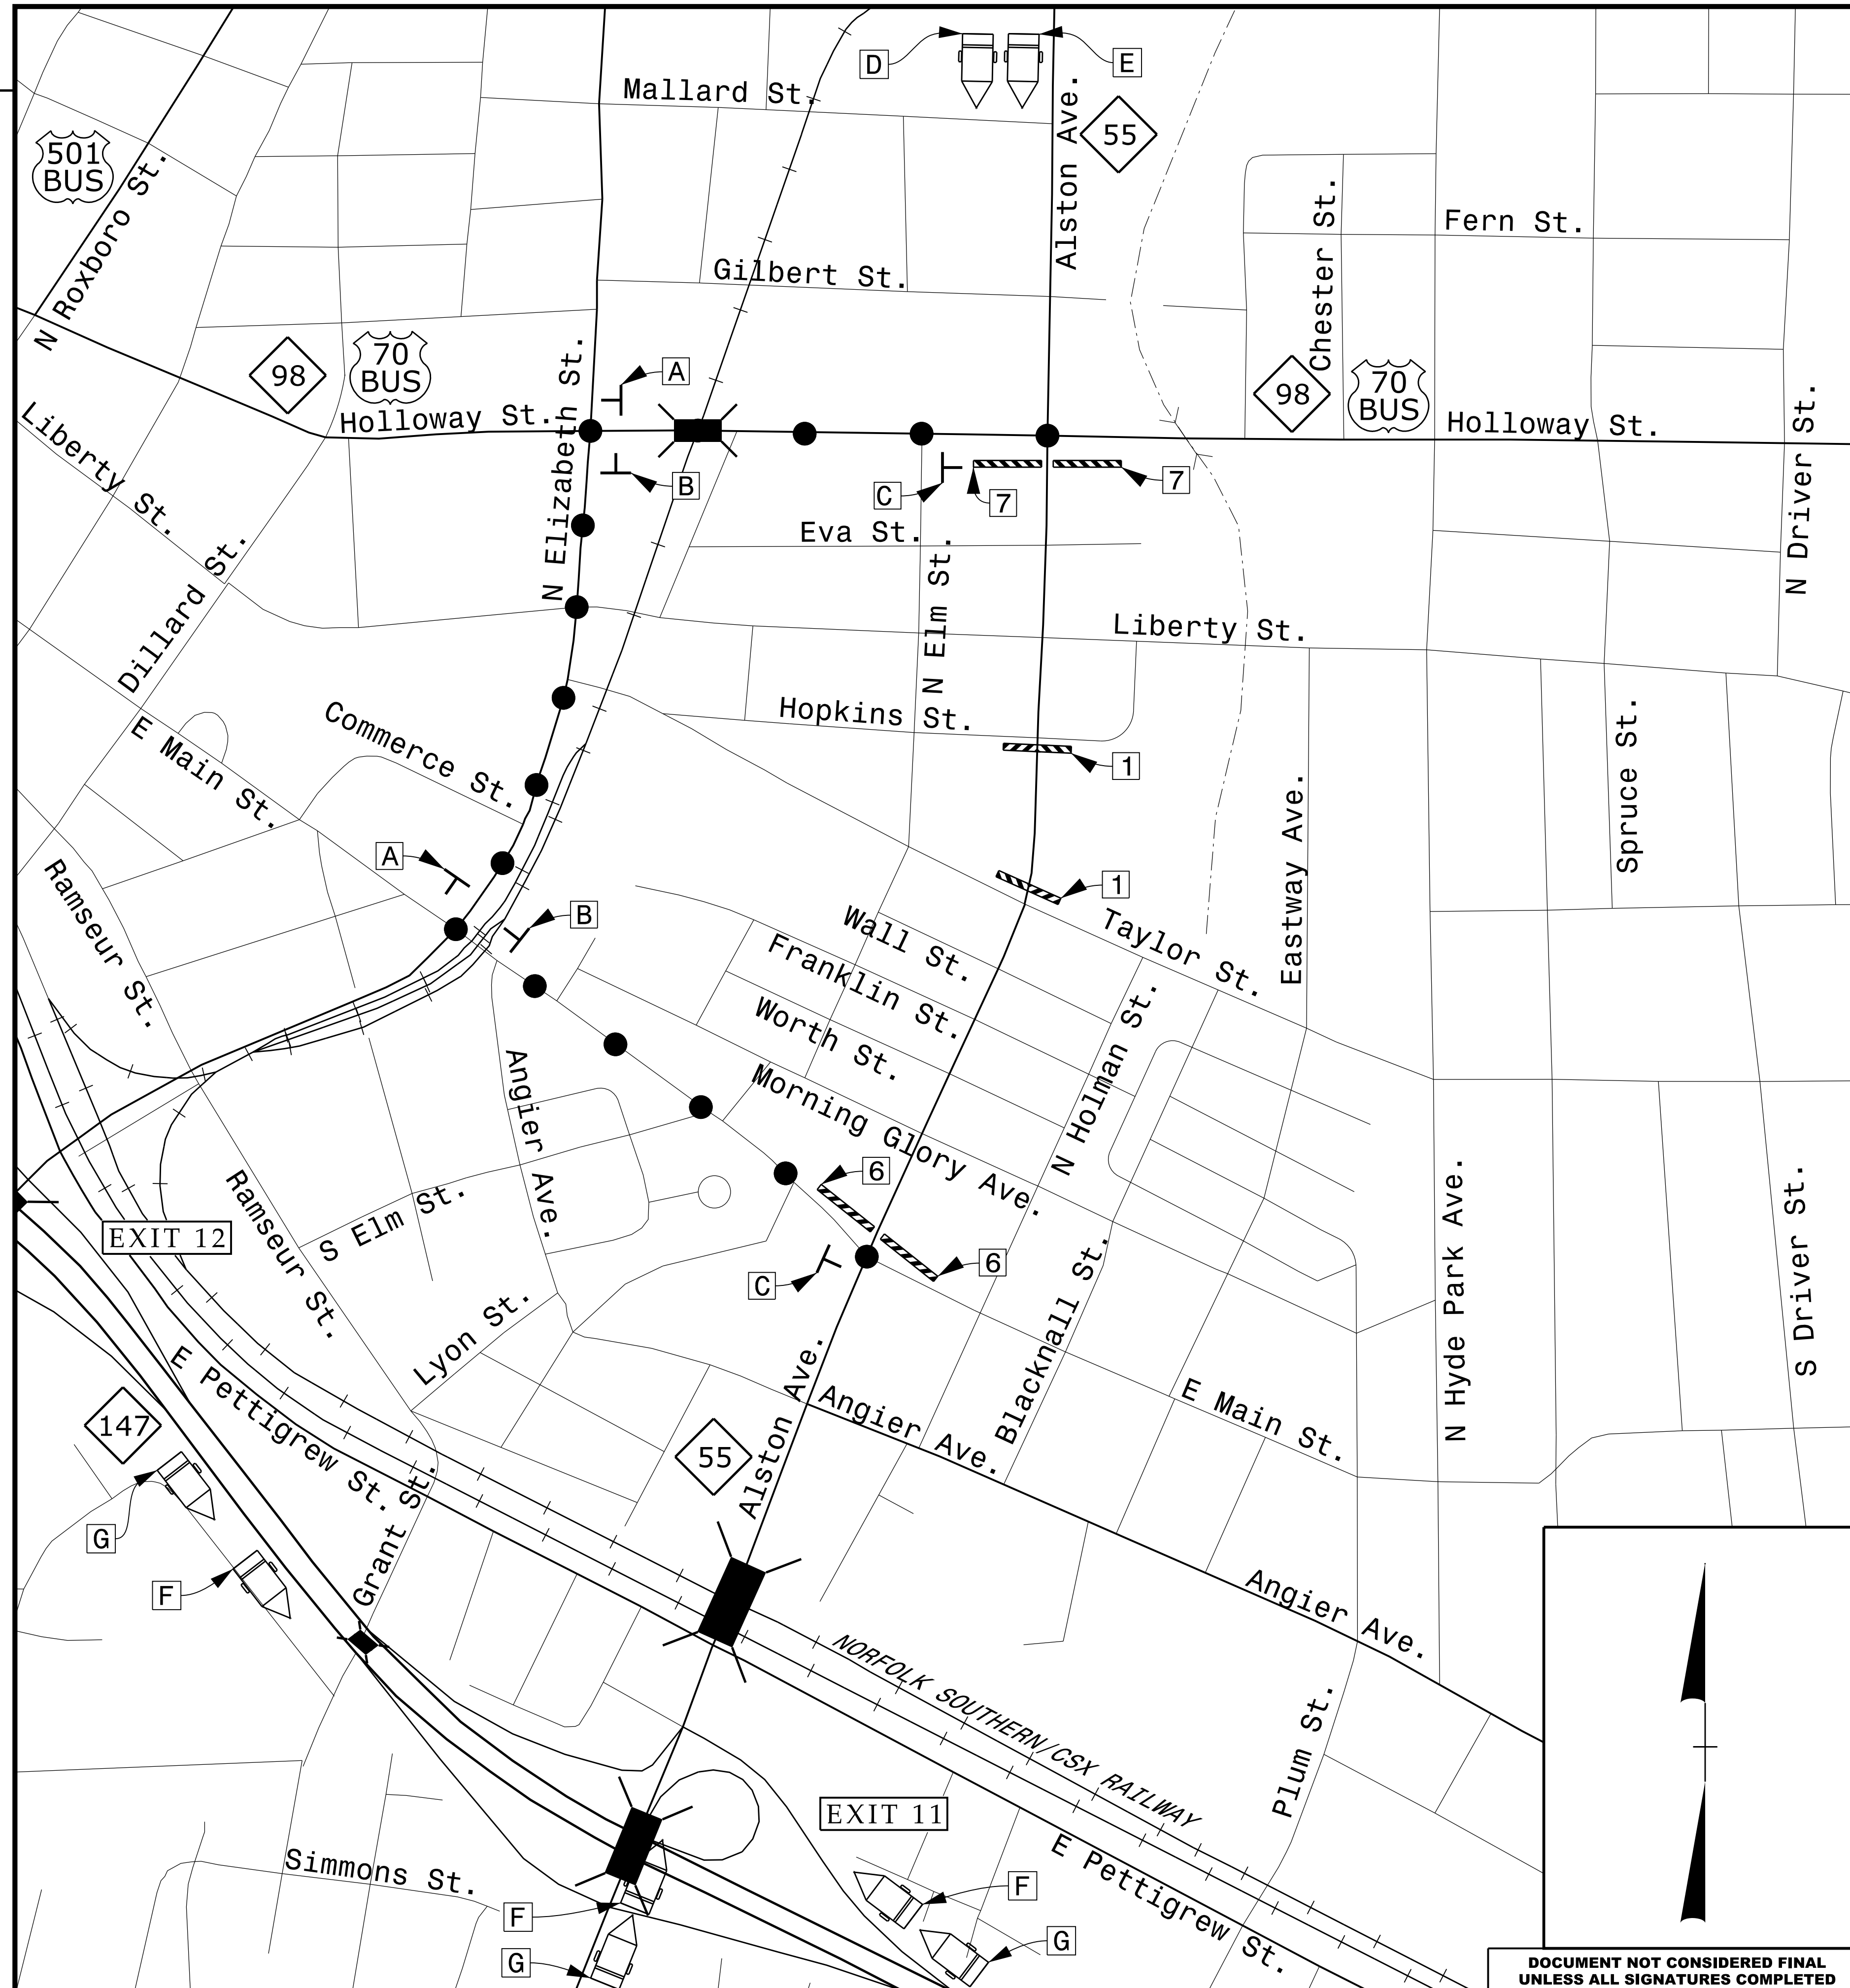 D
E
Mallard St.
Alston Ave.
55
501
BUS
N Roxboro St.
Chester St.
Fern St.
Gilbert St.
98
70
BUS
A
98
70
BUS
Holloway St.
N Elizabeth St.
Holloway St.
N Driver St.
Liberty St.
B
C
7
7
Eva St.
N Elm St.
Dillard St.
Liberty St.
Hopkins St.
Commerce St.
E Main St.
1
Eastway Ave.
Spruce St.
A
1
Ramseur St.
B
Wall St.
Taylor St.
Franklin St.
Worth St.
N Holman St.
Angier Ave.
Morning Glory Ave.
6
N Hyde Park Ave.
S Driver St.
EXIT 12
Ramseur St.
S Elm St.
C
6
Blacknall St.
Lyon St.
E Pettigrew St.
Alston Ave.
Angier Ave.
E Main St.
147
55
Grant St.
G
F
Angier Ave.
NORFOLK SOUTHERN/CSX RAILWAY
Plum St.
EXIT 11
E Pettigrew St.
Simmons St.
F
F
G
G
DOCUMENT NOT CONSIDERED FINAL
UNLESS ALL SIGNATURES COMPLETED